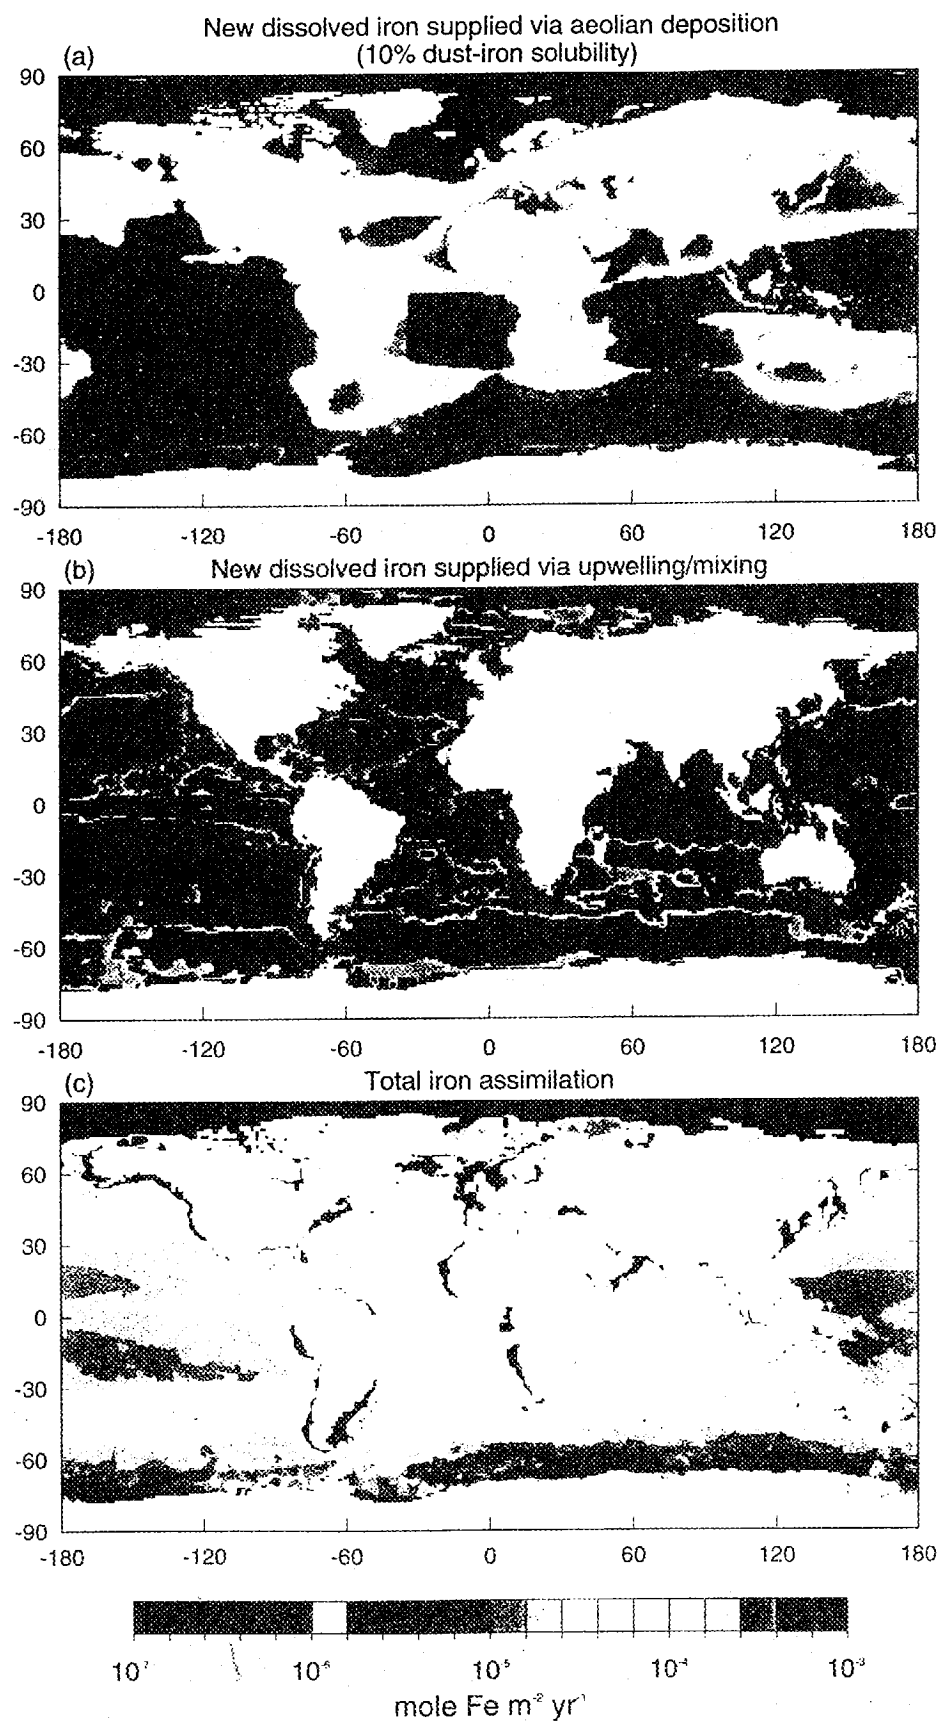 New dissolved iron supplied via aeolian deposition
(a) (10% dust-iron solubility)
90
60
30
0
-30
-60
-90
-180 -120 -60 0 60 120 180
(b) New dissolved iron supplied via upwelling/mixing
90
60
30
0
-30
-60
-90
-180 -120 -60 0 60 120 180
(c) Total iron assimilation
90
60
30
0
-30
-60
-90
-180 -120 -60 0 60 120 180
10⁻⁷ 10⁻⁶ 10⁻⁵ 10⁻⁴ 10⁻³
mole Fe m⁻² yr⁻¹